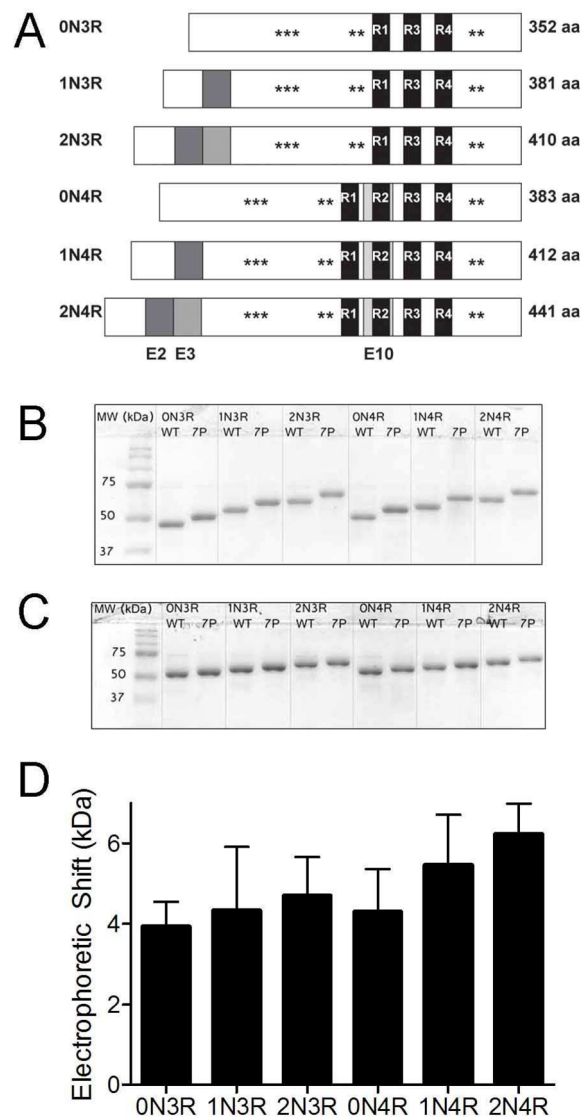 A
0N3R *** ** R1 R3 R4 ** 352 aa
1N3R *** ** R1 R3 R4 ** 381 aa
2N3R *** ** R1 R3 R4 ** 410 aa
0N4R *** ** R1 R2 R3 R4 ** 383 aa
1N4R *** ** R1 R2 R3 R4 ** 412 aa
2N4R *** ** R1 R2 R3 R4 ** 441 aa
E2 E3 E10
B
MW (kDa) 0N3R 1N3R 2N3R 0N4R 1N4R 2N4R
WT 7P WT 7P WT 7P WT 7P WT 7P WT 7P
75
50
37
C
MW (kDa) 0N3R 1N3R 2N3R 0N4R 1N4R 2N4R
WT 7P WT 7P WT 7P WT 7P WT 7P WT 7P
75
50
37
D
Electrophoretic Shift (kDa)
6
4
2
0
0N3R 1N3R 2N3R 0N4R 1N4R 2N4R